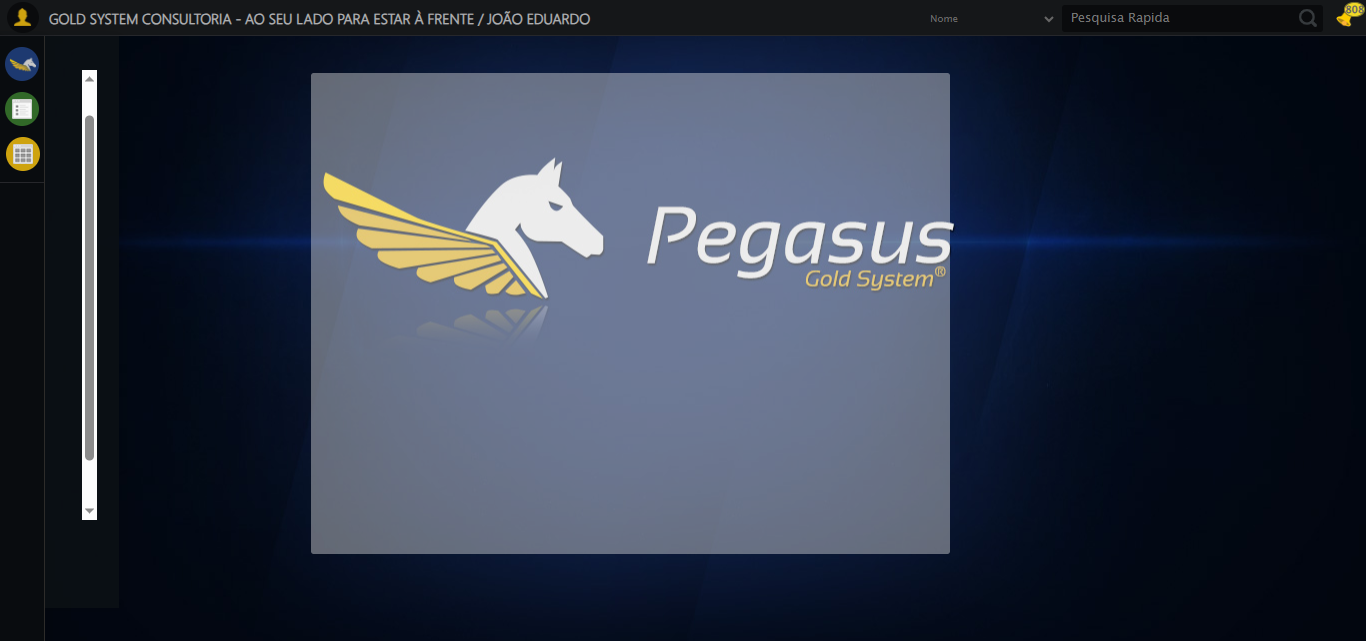 GOLD SYSTEM CONSULTORIA - AO SEU LADO PARA ESTAR À FRENTE / JOÃO EDUARDO
Nome
Pesquisa Rapida
808
Pegasus
Gold System®